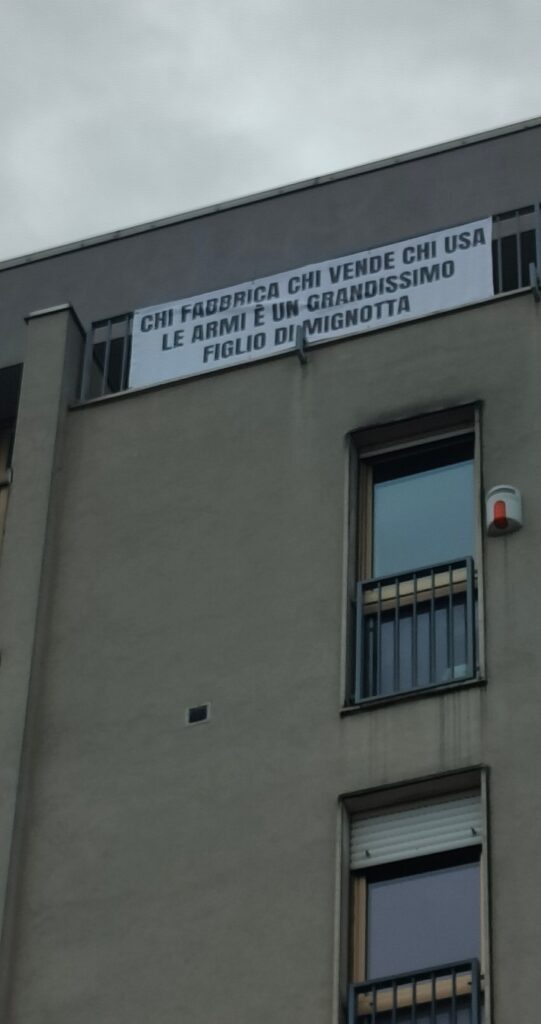 CHI FABBRICA CHI VENDE CHI USA
LE ARMI È UN GRANDISSIMO
FIGLIO DI MIGNOTTA